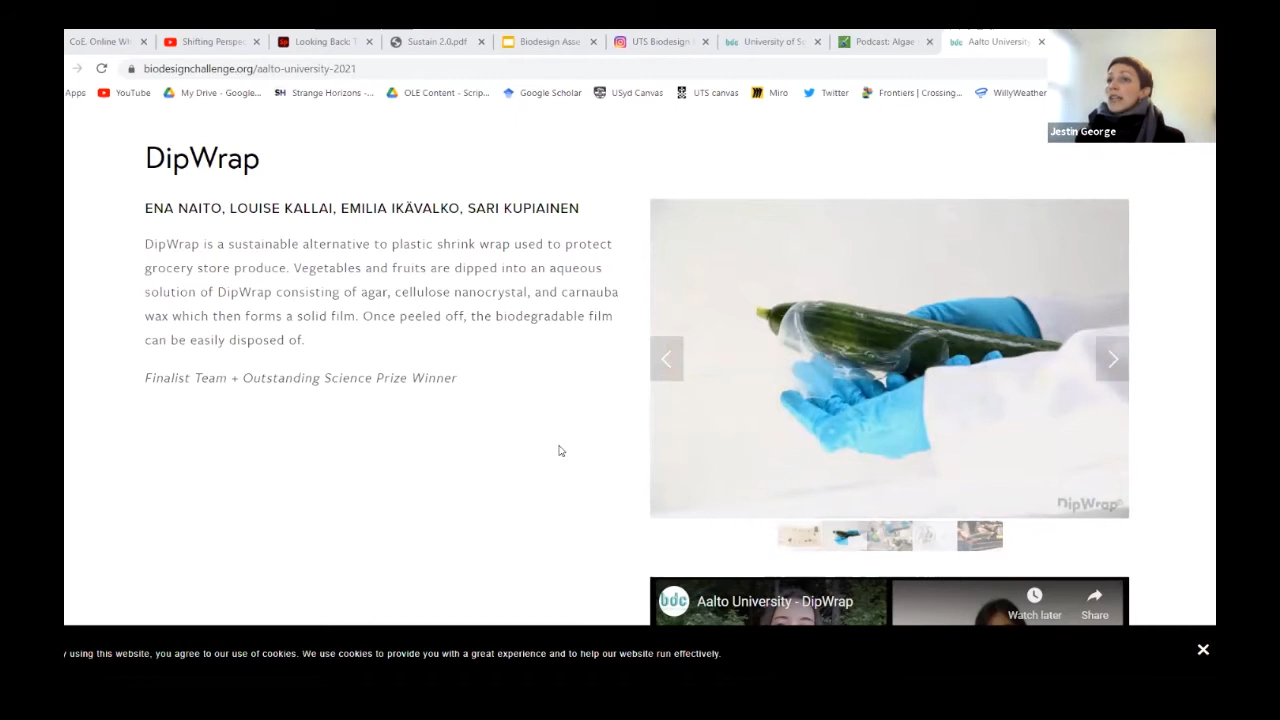 CoE. Online Wh
Shifting Perspec
Looking Back: T
Sustain 2.0.pdf
Biodesign Asse
UTS Biodesign
University of Sc
Podcast: Algae
Aalto University
biodesignchallenge.org/aalto-university-2021
Apps
YouTube
My Drive - Google...
SH Strange Horizons -...
OLE Content - Scrip...
Google Scholar
USyd Canvas
UTS canvas
Miro
Twitter
Frontiers | Crossing...
WillyWeather
Jestin George
DipWrap
ENA NAITO, LOUISE KALLAI, EMILIA IKÄVALKO, SARI KUPIAINEN
DipWrap is a sustainable alternative to plastic shrink wrap used to protect
grocery store produce. Vegetables and fruits are dipped into an aqueous
solution of DipWrap consisting of agar, cellulose nanocrystal, and carnauba
wax which then forms a solid film. Once peeled off, the biodegradable film
can be easily disposed of.
Finalist Team + Outstanding Science Prize Winner
DipWrap
bdc
Aalto University - DipWrap
Watch later
Share
y using this website, you agree to our use of cookies. We use cookies to provide you with a great experience and to help our website run effectively.